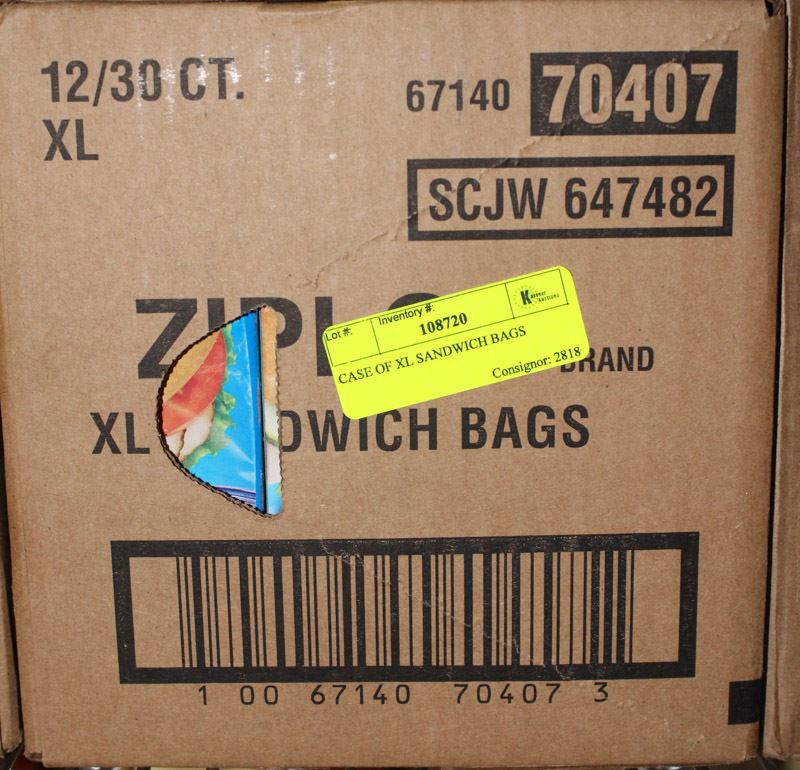 12/30 CT.
XL
67140 70407
SCJW 647482
ZIPL
BRAND
Lot #:
Inventory #:
108720
CASE OF XL SANDWICH BAGS
Consignor: 2818
XL DWICH BAGS
1 00 67140 70407 3